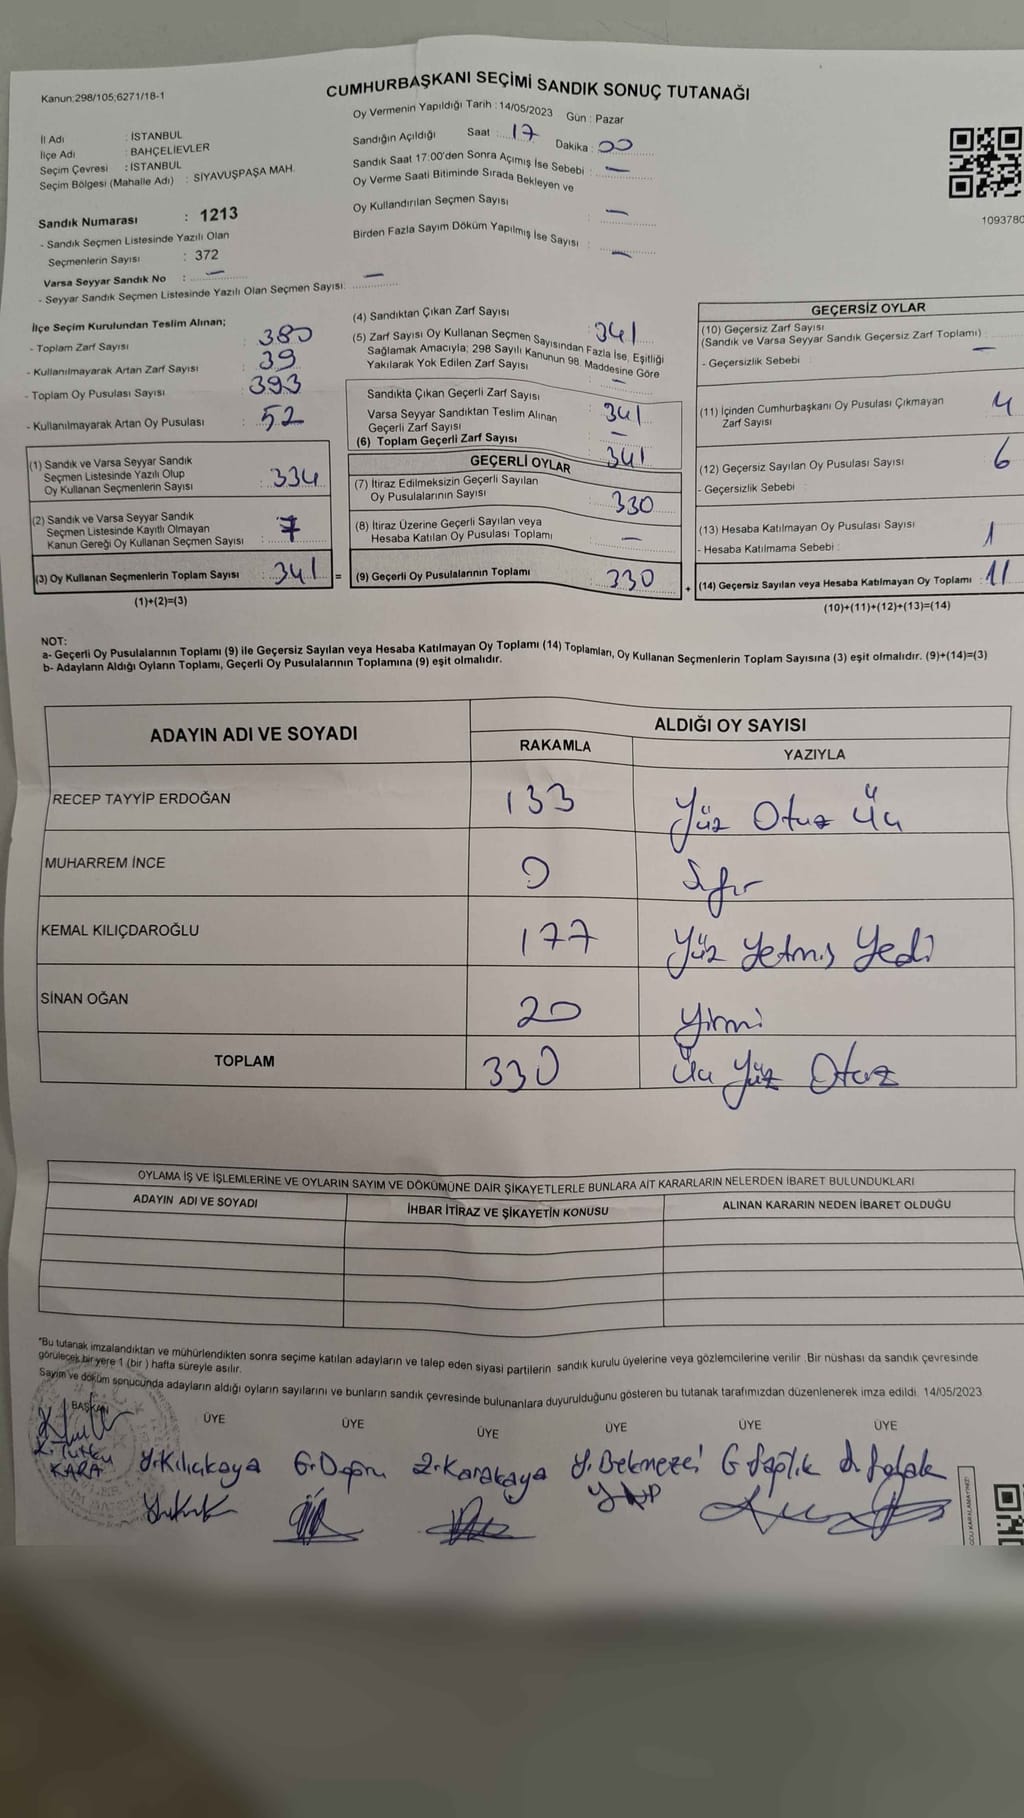 Kanun;298/105;6271/18-1
CUMHURBAŞKANI SEÇİMİ SANDIK SONUÇ TUTANAĞI
Oy Vermenin Yapıldığı Tarih : 14/05/2023 Gün : Pazar
İl Adı : İSTANBUL
İlçe Adı : BAHÇELİEVLER
Seçim Çevresi : İSTANBUL
Seçim Bölgesi (Mahalle Adı) : SİYAVUŞPAŞA MAH.
Sandık Numarası : 1213
- Sandık Seçmen Listesinde Yazılı Olan
Seçmenlerin Sayısı : 372
Varsa Seyyar Sandık No : —
- Seyyar Sandık Seçmen Listesinde Yazılı Olan Seçmen Sayısı: —
Sandığın Açıldığı Saat : 17 Dakika : 00
Sandık Saat 17:00'den Sonra Açımış İse Sebebi : —
Oy Verme Saati Bitiminde Sırada Bekleyen ve
Oy Kullandırılan Seçmen Sayısı —
Birden Fazla Sayım Döküm Yapılmış İse Sayısı : —
1093780
İlçe Seçim Kurulundan Teslim Alınan;
- Toplam Zarf Sayısı : 380
- Kullanılmayarak Artan Zarf Sayısı : 39
- Toplam Oy Pusulası Sayısı : 393
- Kullanılmayarak Artan Oy Pusulası : 52
(1) Sandık ve Varsa Seyyar Sandık
Seçmen Listesinde Yazılı Olup
Oy Kullanan Seçmenlerin Sayısı : 334
(2) Sandık ve Varsa Seyyar Sandık
Seçmen Listesinde Kayıtlı Olmayan
Kanun Gereği Oy Kullanan Seçmen Sayısı : 7
(3) Oy Kullanan Seçmenlerin Toplam Sayısı : 341 =
(1)+(2)=(3)
(4) Sandıktan Çıkan Zarf Sayısı 341
(5) Zarf Sayısı Oy Kullanan Seçmen Sayısından Fazla İse, Eşitliği
Sağlamak Amacıyla; 298 Sayılı Kanunun 98. Maddesine Göre
Yakılarak Yok Edilen Zarf Sayısı : —
Sandıkta Çıkan Geçerli Zarf Sayısı : 341
Varsa Seyyar Sandıktan Teslim Alınan
Geçerli Zarf Sayısı : —
(6) Toplam Geçerli Zarf Sayısı : 341
GEÇERLİ OYLAR
(7) İtiraz Edilmeksizin Geçerli Sayılan
Oy Pusulalarının Sayısı : 330
(8) İtiraz Üzerine Geçerli Sayılan veya
Hesaba Katılan Oy Pusulası Toplamı : —
(9) Geçerli Oy Pusulalarının Toplamı : 330 +
GEÇERSİZ OYLAR
(10) Geçersiz Zarf Sayısı
(Sandık ve Varsa Seyyar Sandık Geçersiz Zarf Toplamı) : —
- Geçersizlik Sebebi :
(11) İçinden Cumhurbaşkanı Oy Pusulası Çıkmayan
Zarf Sayısı 4
(12) Geçersiz Sayılan Oy Pusulası Sayısı : 6
- Geçersizlik Sebebi :
(13) Hesaba Katılmayan Oy Pusulası Sayısı : 1
- Hesaba Katılmama Sebebi :
(14) Geçersiz Sayılan veya Hesaba Katılmayan Oy Toplamı : 11
(10)+(11)+(12)+(13)=(14)
NOT:
a- Geçerli Oy Pusulalarının Toplamı (9) ile Geçersiz Sayılan veya Hesaba Katılmayan Oy Toplamı (14) Toplamları, Oy Kullanan Seçmenlerin Toplam Sayısına (3) eşit olmalıdır. (9)+(14)=(3)
b- Adayların Aldığı Oyların Toplamı, Geçerli Oy Pusulalarının Toplamına (9) eşit olmalıdır.
ADAYIN ADI VE SOYADI ALDIĞI OY SAYISI
RAKAMLA YAZIYLA
RECEP TAYYİP ERDOĞAN 133 Yüz Otuz Üç
MUHARREM İNCE 0 Sıfır
KEMAL KILIÇDAROĞLU 177 Yüz Yetmiş Yedi
SİNAN OĞAN 20 Yirmi
TOPLAM 330 Üç Yüz Otuz
OYLAMA İŞ VE İŞLEMLERİNE VE OYLARIN SAYIM VE DÖKÜMÜNE DAİR ŞİKAYETLERLE BUNLARA AİT KARARLARIN NELERDEN İBARET BULUNDUKLARI
ADAYIN ADI VE SOYADI İHBAR İTİRAZ VE ŞİKAYETİN KONUSU ALINAN KARARIN NEDEN İBARET OLDUĞU
*Bu tutanak imzalandıktan ve mühürlendikten sonra seçime katılan adayların ve talep eden siyasi partilerin sandık kurulu üyelerine veya gözlemcilerine verilir .Bir nüshası da sandık çevresinde
görülecek bir yere 1 (bir ) hafta süreyle asılır.
Sayım ve döküm sonucunda adayların aldığı oyların sayılarını ve bunların sandık çevresinde bulunanlara duyurulduğunu gösteren bu tutanak tarafımızdan düzenlenerek imza edildi. 14/05/2023
BAŞKAN ÜYE ÜYE ÜYE ÜYE ÜYE ÜYE
KARA Y.Kılıçkaya G.Doğru Z.Karakaya Y.Bekmezci G Sağlık